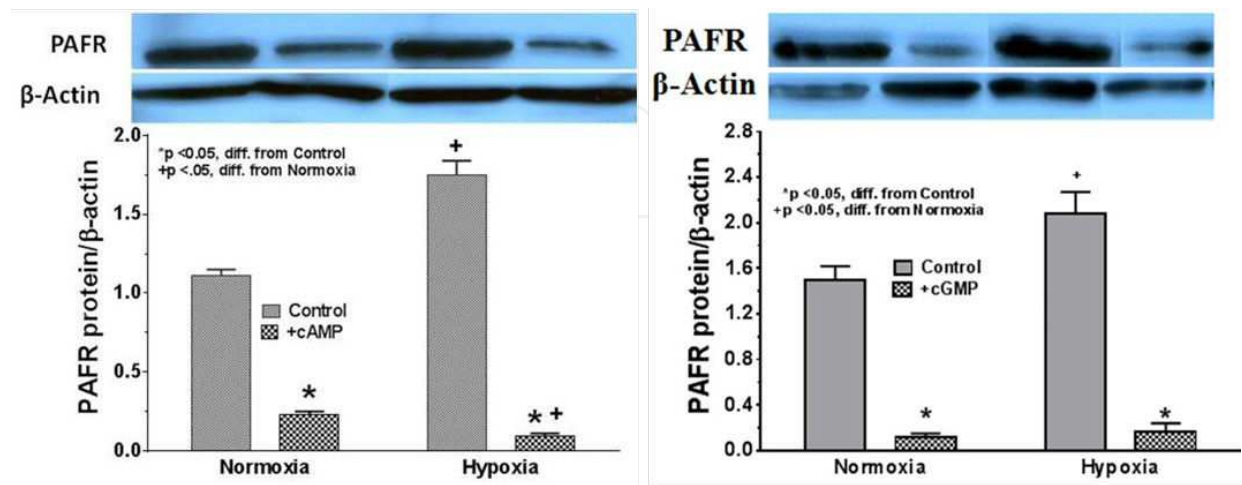 PAFR
β-Actin
2.0
1.5
1.0
0.5
0.0
PAFR protein/β-actin
*p <0.05, diff. from Control
+p <.05, diff. from Normoxia
+
Control
+cAMP
*
* +
Normoxia
Hypoxia
PAFR
β-Actin
2.8
2.4
2.0
1.6
1.2
0.8
0.4
0.0
PAFR protein/β-actin
*p <0.05, diff. from Control
+p <0.05, diff from Normoxia
+
Control
+cGMP
*
*
Normoxia
Hypoxia